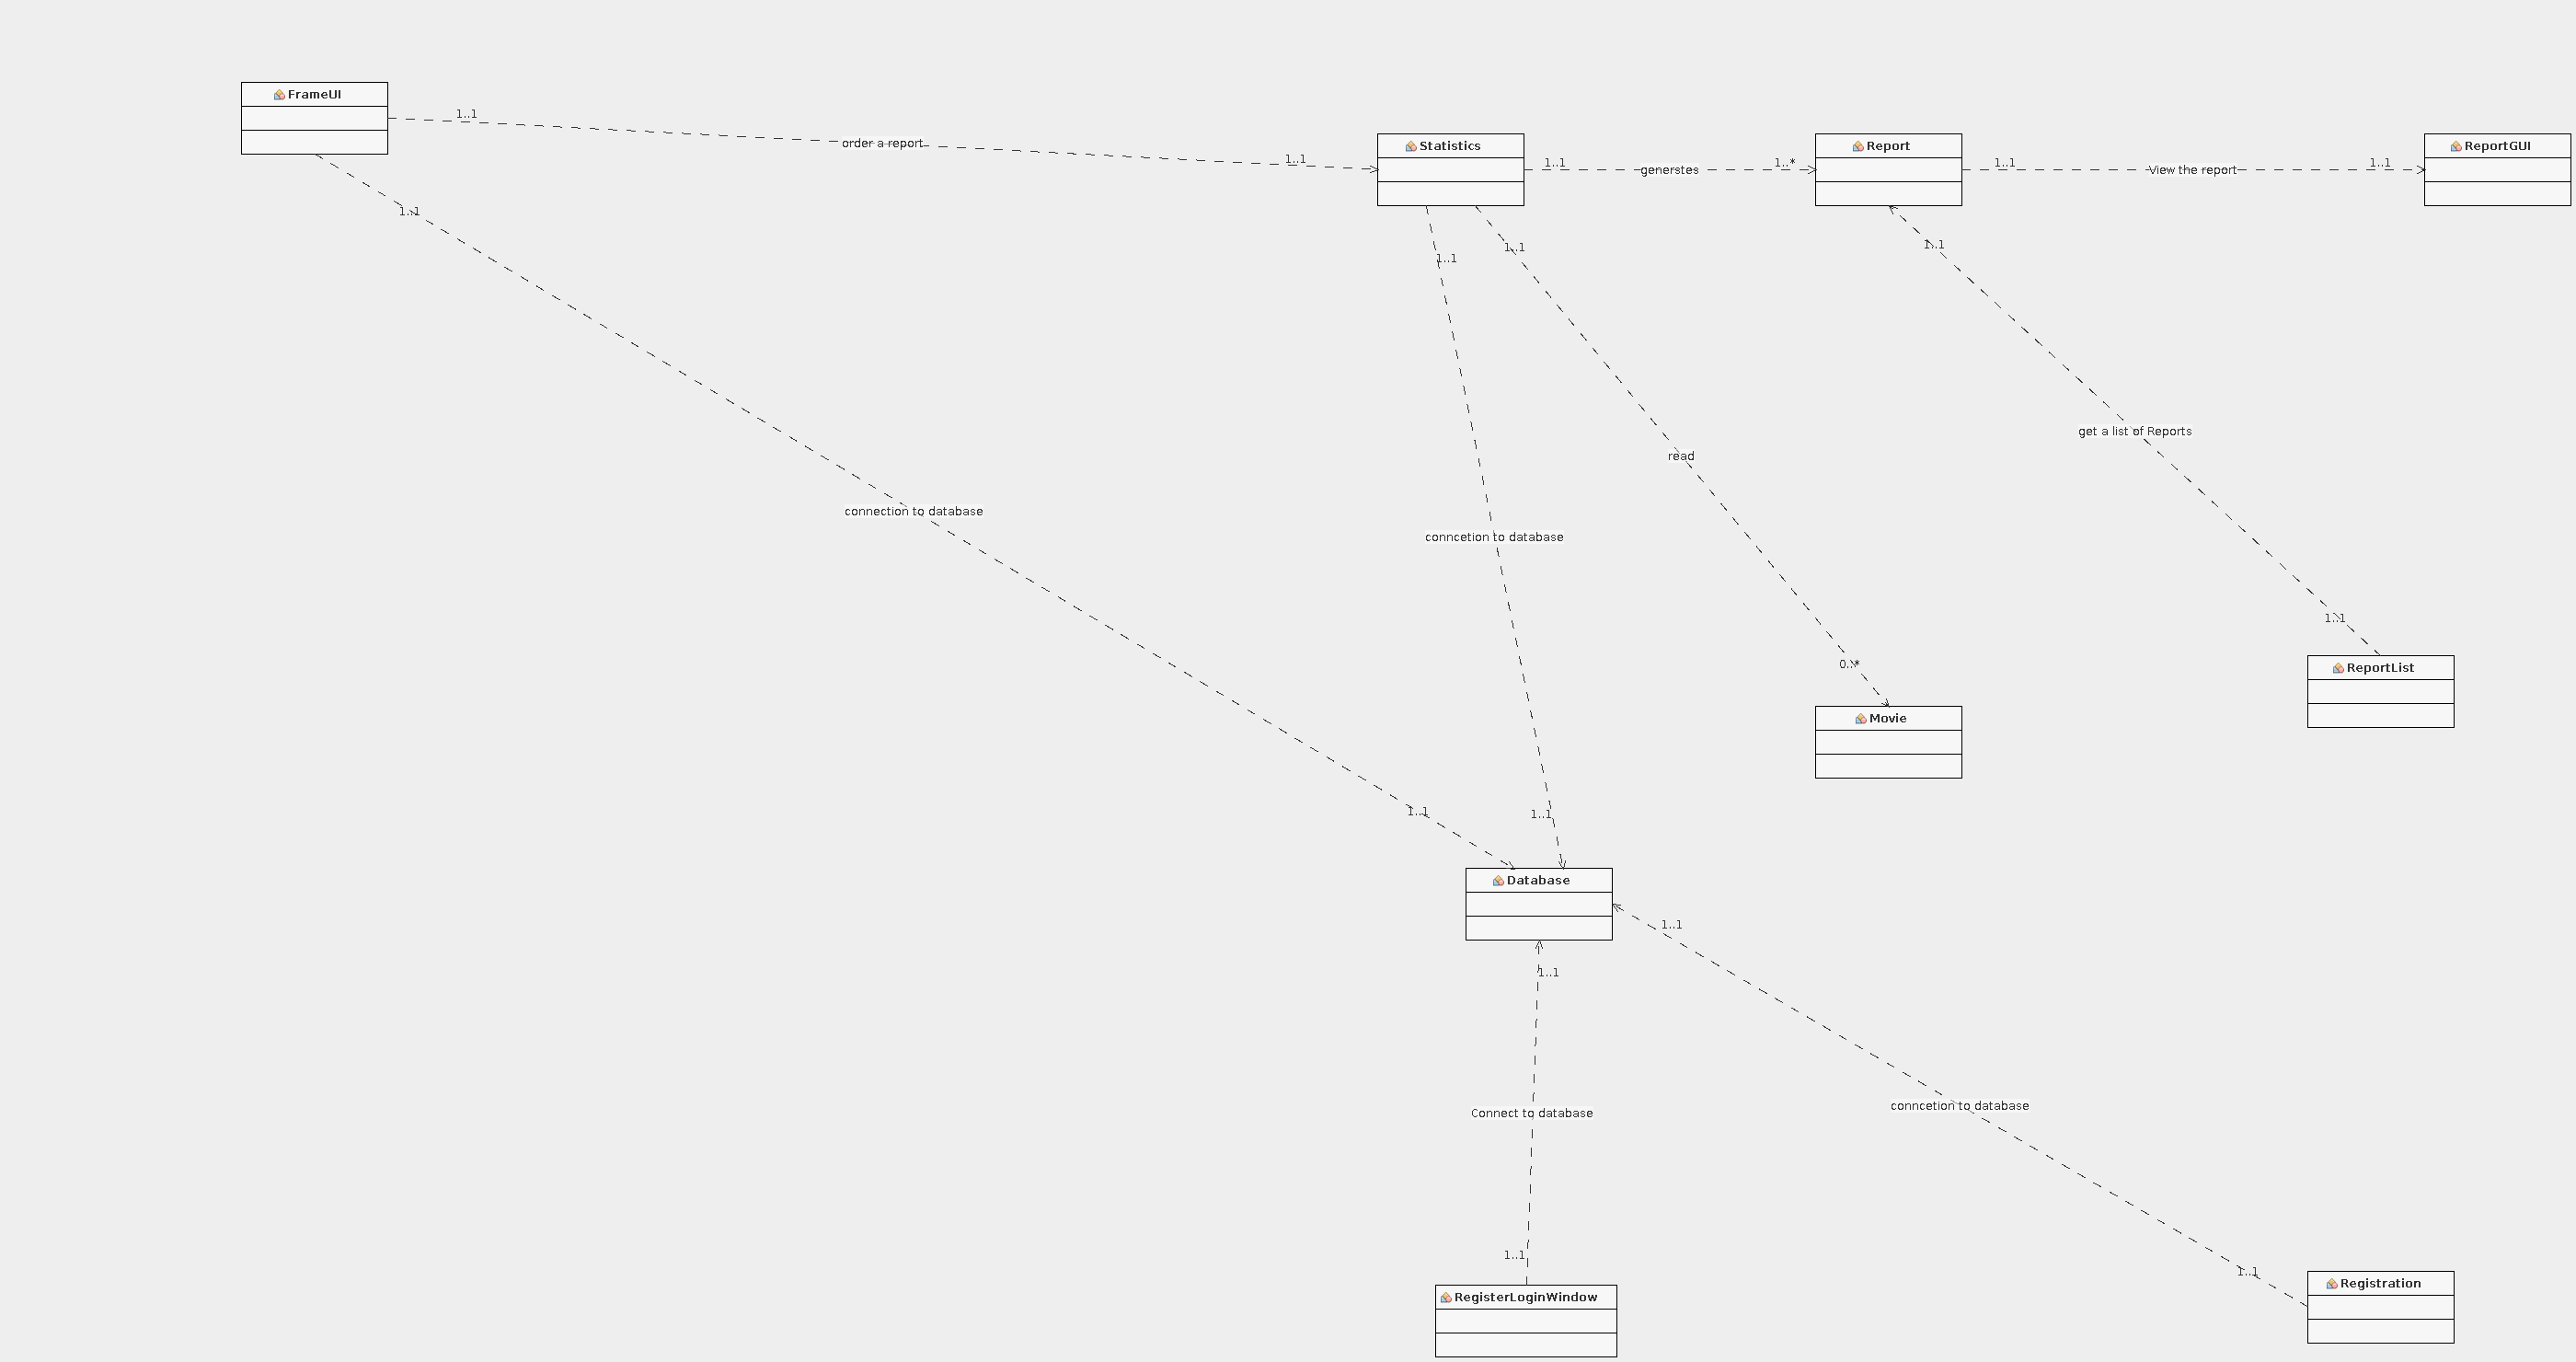 FrameUI
1..1
order a report
1..1
Statistics
1..1
generstes
1..*
Report
1..1
View the report
1..1
ReportGUI
1..1
1..1
1..1
1..1
get a list of Reports
read
connection to database
conncetion to database
1..1
0..*
ReportList
Movie
1..1
1..1
Database
1..1
1..1
conncetion to database
Connect to database
1..1
1..1
Registration
RegisterLoginWindow